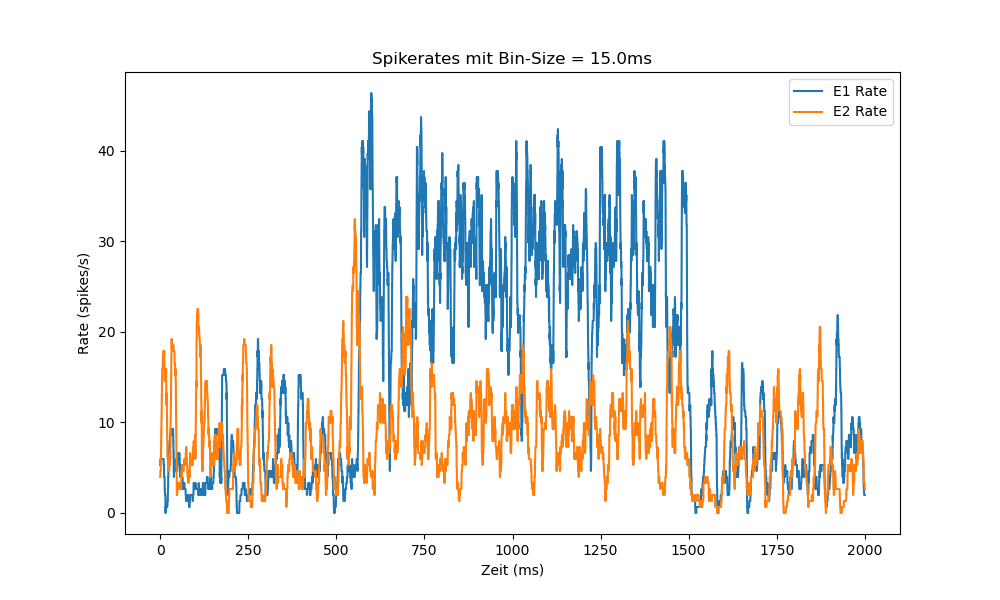 Spikerates mit Bin-Size = 15.0ms
E1 Rate
E2 Rate
40
30
20
10
0
Rate (spikes/s)
0 250 500 750 1000 1250 1500 1750 2000
Zeit (ms)